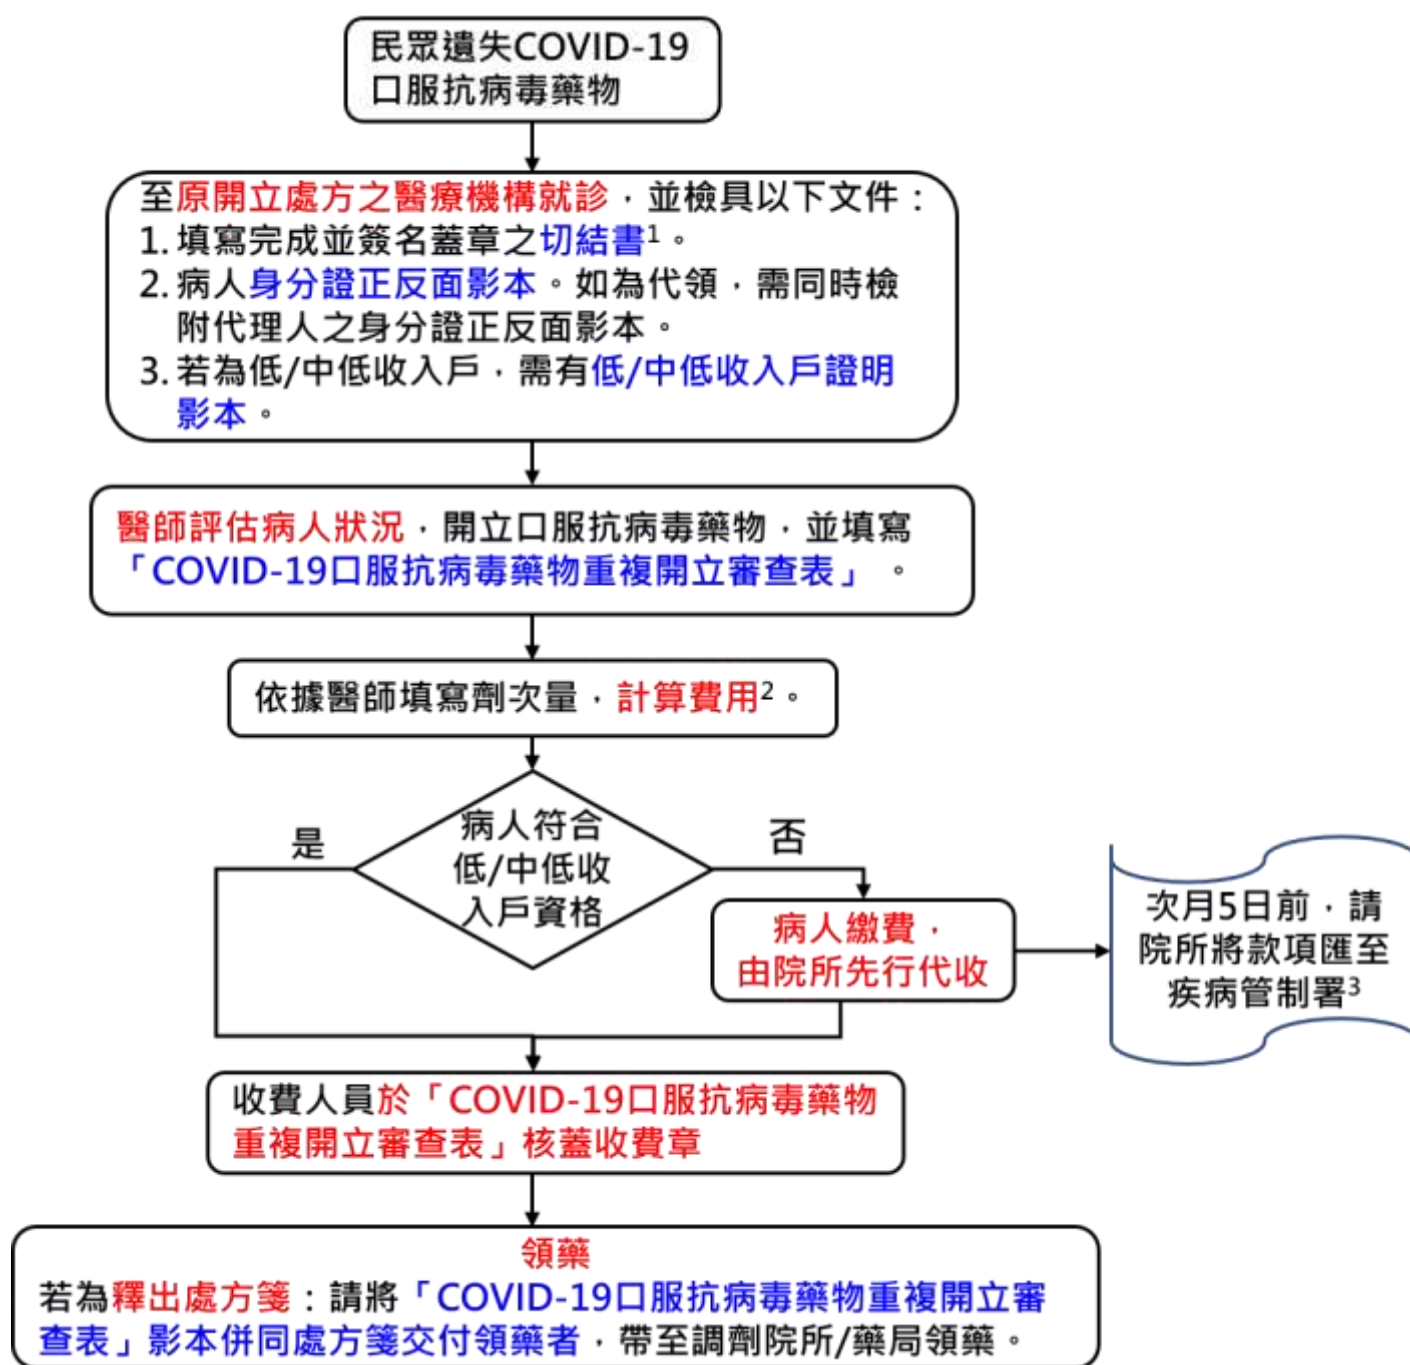 民眾遺失COVID-19
口服抗病毒藥物
至原開立處方之醫療機構就診，並檢具以下文件：
1. 填寫完成並簽名蓋章之切結書1。
2. 病人身分證正反面影本。如為代領，需同時檢
附代理人之身分證正反面影本。
3. 若為低/中低收入戶，需有低/中低收入戶證明
影本。
醫師評估病人狀況，開立口服抗病毒藥物，並填寫
「COVID-19口服抗病毒藥物重複開立審查表」。
依據醫師填寫劑次量，計算費用2。
病人符合
低/中低收
入戶資格
是
否
病人繳費，
由院所先行代收
次月5日前，請
院所將款項匯至
疾病管制署3
收費人員於「COVID-19口服抗病毒藥物
重複開立審查表」核蓋收費章
領藥
若為釋出處方箋：請將「COVID-19口服抗病毒藥物重複開立審
查表」影本併同處方箋交付領藥者，帶至調劑院所/藥局領藥。